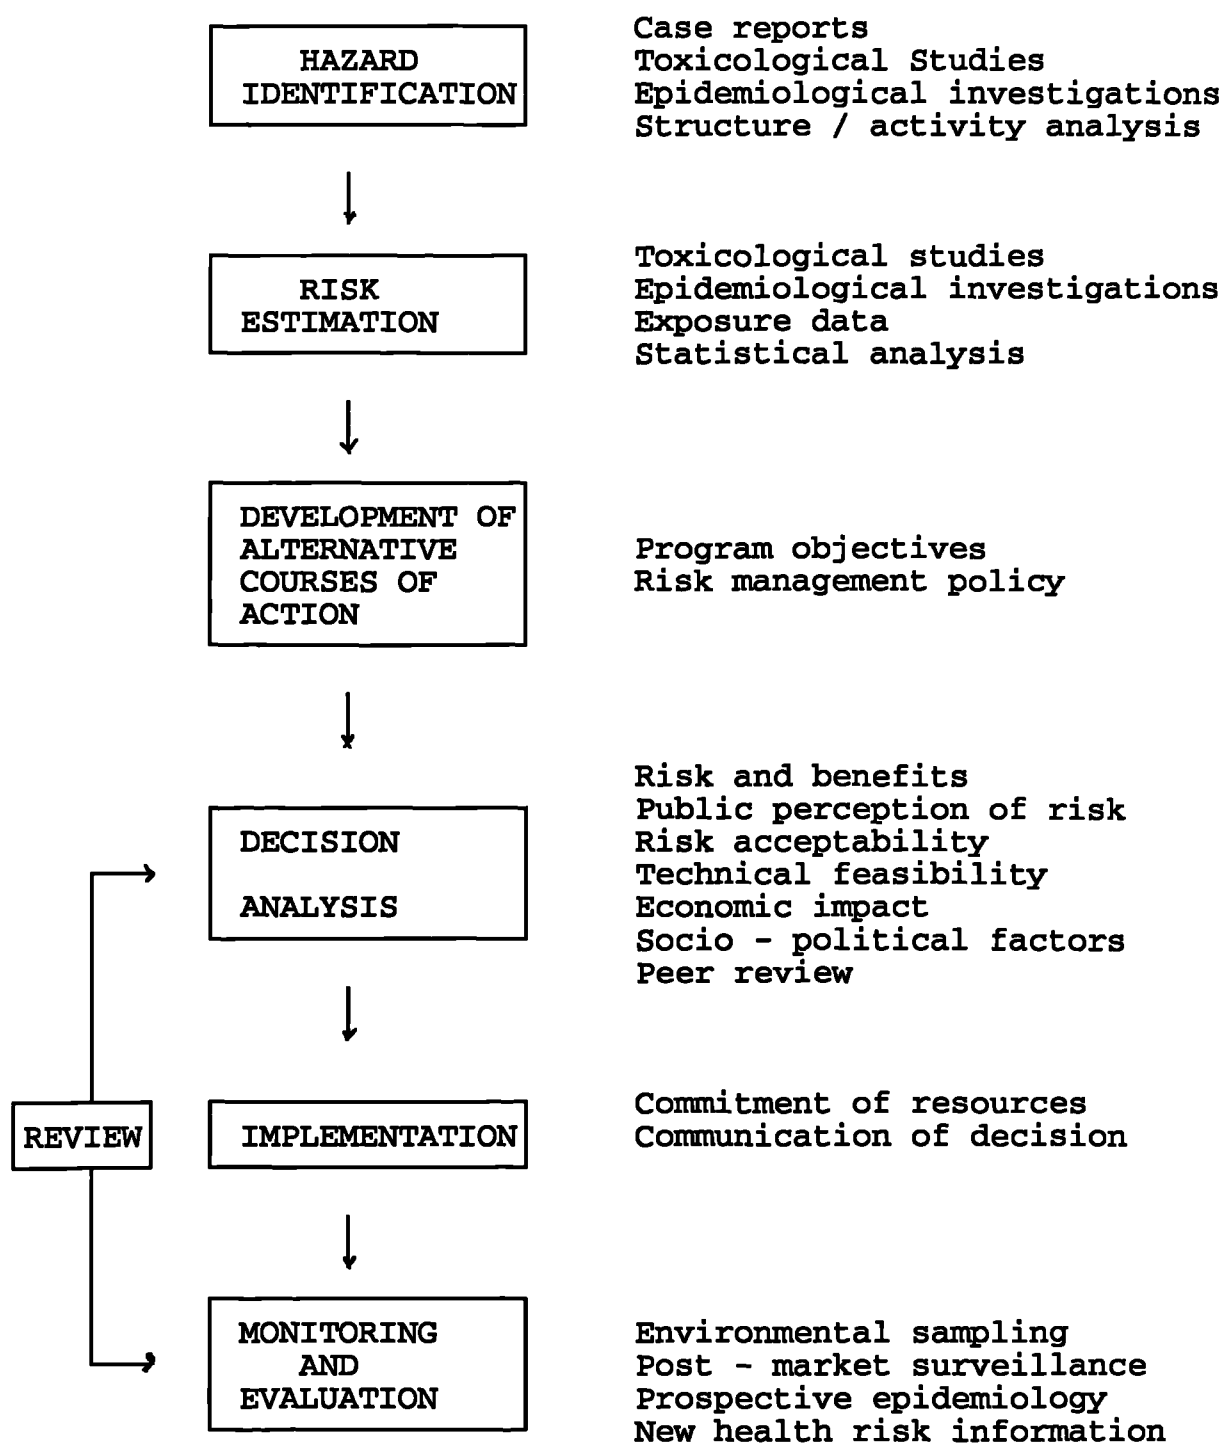 HAZARD
IDENTIFICATION
Case reports
Toxicological Studies
Epidemiological investigations
Structure / activity analysis
RISK
ESTIMATION
Toxicological studies
Epidemiological investigations
Exposure data
Statistical analysis
DEVELOPMENT OF
ALTERNATIVE
COURSES OF
ACTION
Program objectives
Risk management policy
DECISION
ANALYSIS
Risk and benefits
Public perception of risk
Risk acceptability
Technical feasibility
Economic impact
Socio - political factors
Peer review
REVIEW
IMPLEMENTATION
Commitment of resources
Communication of decision
MONITORING
AND
EVALUATION
Environmental sampling
Post - market surveillance
Prospective epidemiology
New health risk information